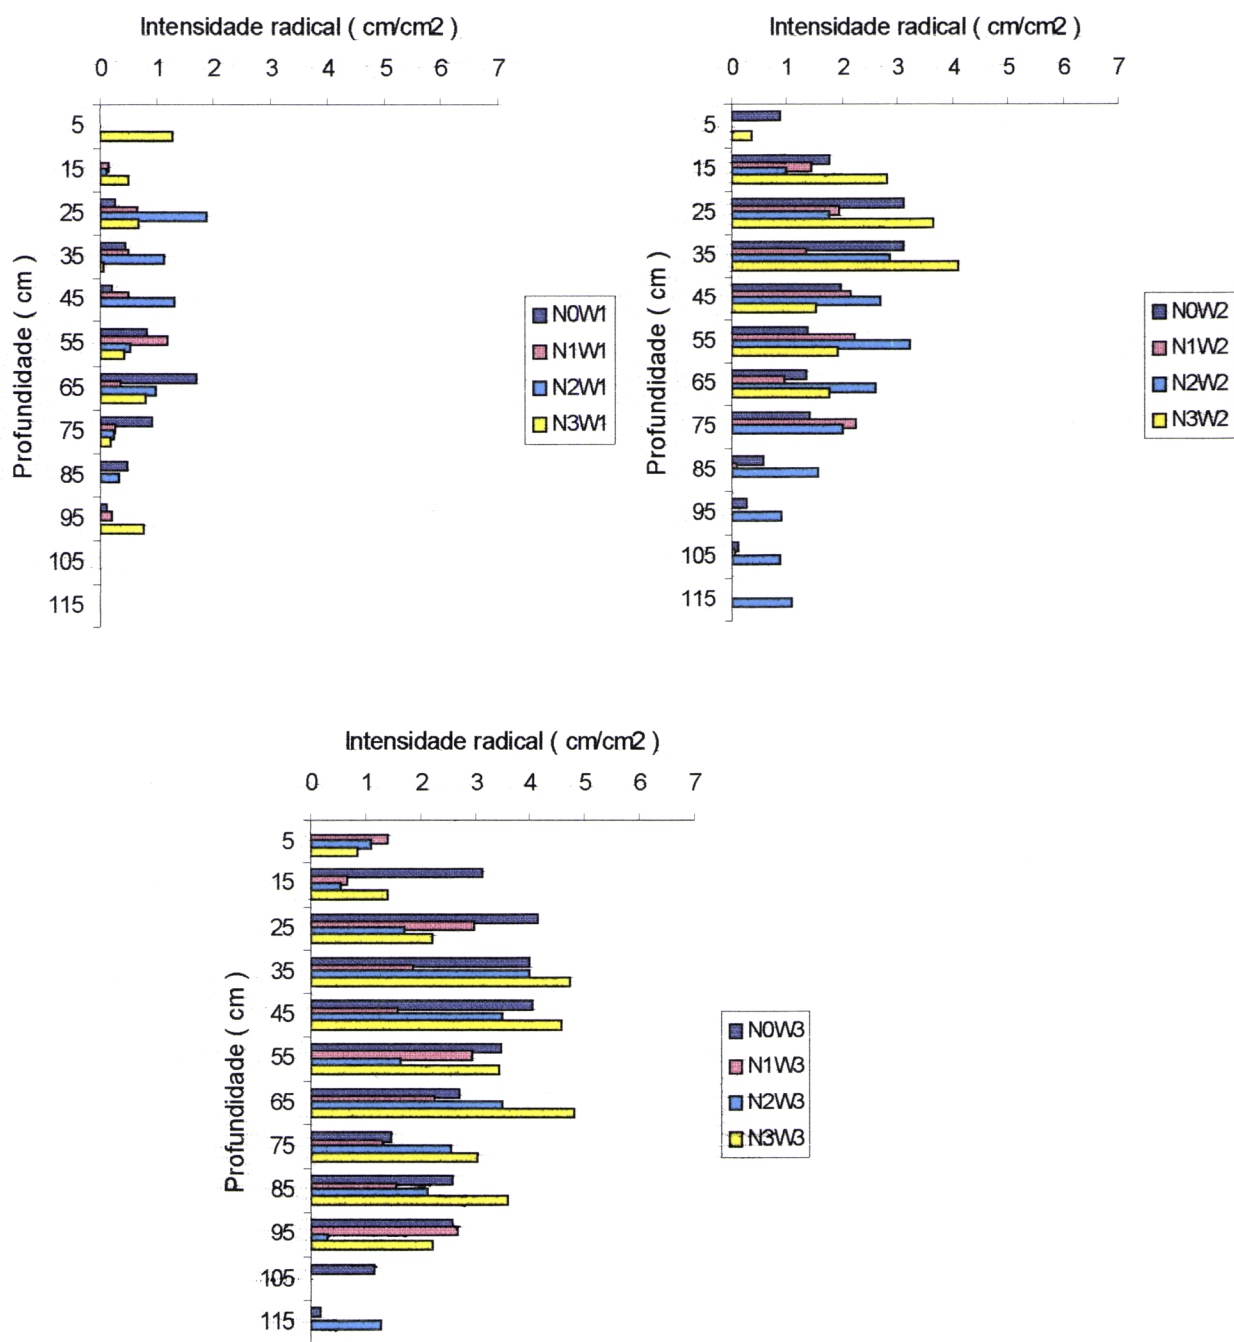 Intensidade radical ( cm/cm2 )
0 1 2 3 4 5 6 7
Profundidade ( cm )
5
15
25
35
45
55
65
75
85
95
105
115
N0W1
N1W1
N2W1
N3W1
Intensidade radical ( cm/cm2 )
0 1 2 3 4 5 6 7
Profundidade ( cm )
5
15
25
35
45
55
65
75
85
95
105
115
N0W2
N1W2
N2W2
N3W2
Intensidade radical ( cm/cm2 )
0 1 2 3 4 5 6 7
Profundidade ( cm )
5
15
25
35
45
55
65
75
85
95
105
115
N0W3
N1W3
N2W3
N3W3